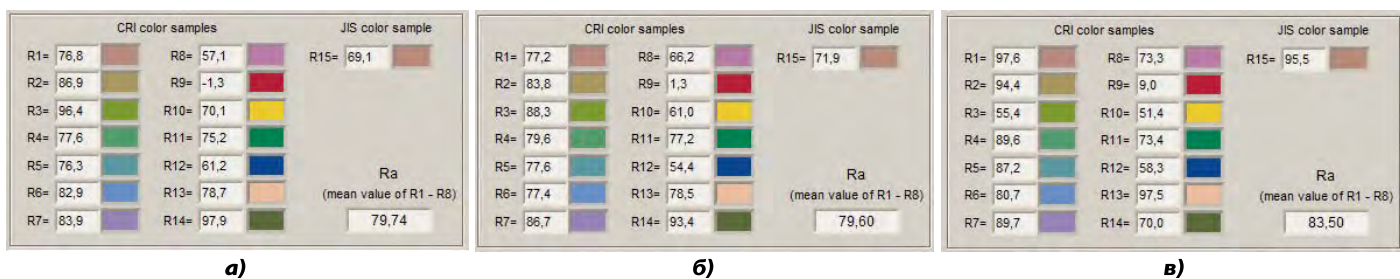 CRI color samples JIS color sample
R1= 76,8 R8= 57,1 R15= 69,1
R2= 86,9 R9= -1,3
R3= 96,4 R10= 70,1
R4= 77,6 R11= 75,2
R5= 76,3 R12= 61,2 Ra
R6= 82,9 R13= 78,7 (mean value of R1 - R8)
R7= 83,9 R14= 97,9 79,74
а)
CRI color samples JIS color sample
R1= 77,2 R8= 66,2 R15= 71,9
R2= 83,8 R9= 1,3
R3= 88,3 R10= 61,0
R4= 79,6 R11= 77,2
R5= 77,6 R12= 54,4 Ra
R6= 77,4 R13= 78,5 (mean value of R1 - R8)
R7= 86,7 R14= 93,4 79,60
б)
CRI color samples JIS color sample
R1= 97,6 R8= 73,3 R15= 95,5
R2= 94,4 R9= 9,0
R3= 55,4 R10= 51,4
R4= 89,6 R11= 73,4
R5= 87,2 R12= 58,3 Ra
R6= 80,7 R13= 97,5 (mean value of R1 - R8)
R7= 89,7 R14= 70,0 83,50
в)